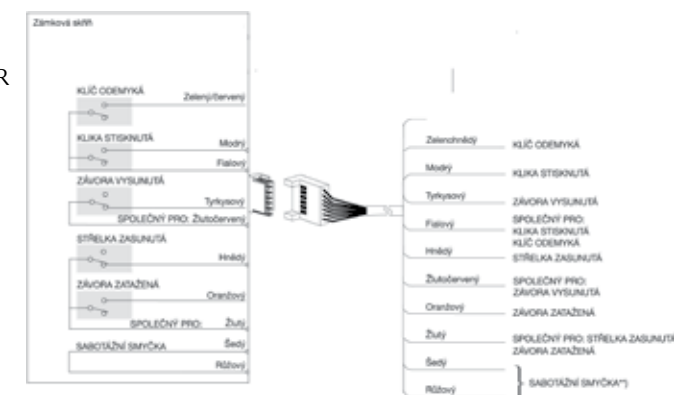 Zámková skříň
R
KLÍČ ODEMYKÁ
Zelený/červený
KLIKA STISKNUTÁ
Modrý
Fialový
ZÁVORA VYSUNUTÁ
Tyrkysový
SPOLEČNÝ PRO: Žlutočervený
STŘELKA ZASUNUTÁ
Hnědý
ZÁVORA ZATAŽENÁ
Oranžový
SPOLEČNÝ PRO: Žlutý
SABOTÁŽNÍ SMYČKA Šedý
Růžový
Zelenohnědý KLÍČ ODEMYKÁ
Modrý KLIKA STISKNUTÁ
Tyrkysový ZÁVORA VYSUNUTÁ
Fialový SPOLEČNÝ PRO:
KLIKA STISKNUTÁ
KLÍČ ODEMYKÁ
Hnědý STŘELKA ZASUNUTÁ
Žlutočervený SPOLEČNÝ PRO:
ZÁVORA VYSUNUTÁ
Oranžový ZÁVORA ZATAŽENÁ
Žlutý SPOLEČNÝ PRO: STŘELKA ZASUNUTÁ
ZÁVORA ZATAŽENÁ
Šedý
Růžový SABOTÁŽNÍ SMYČKA**)